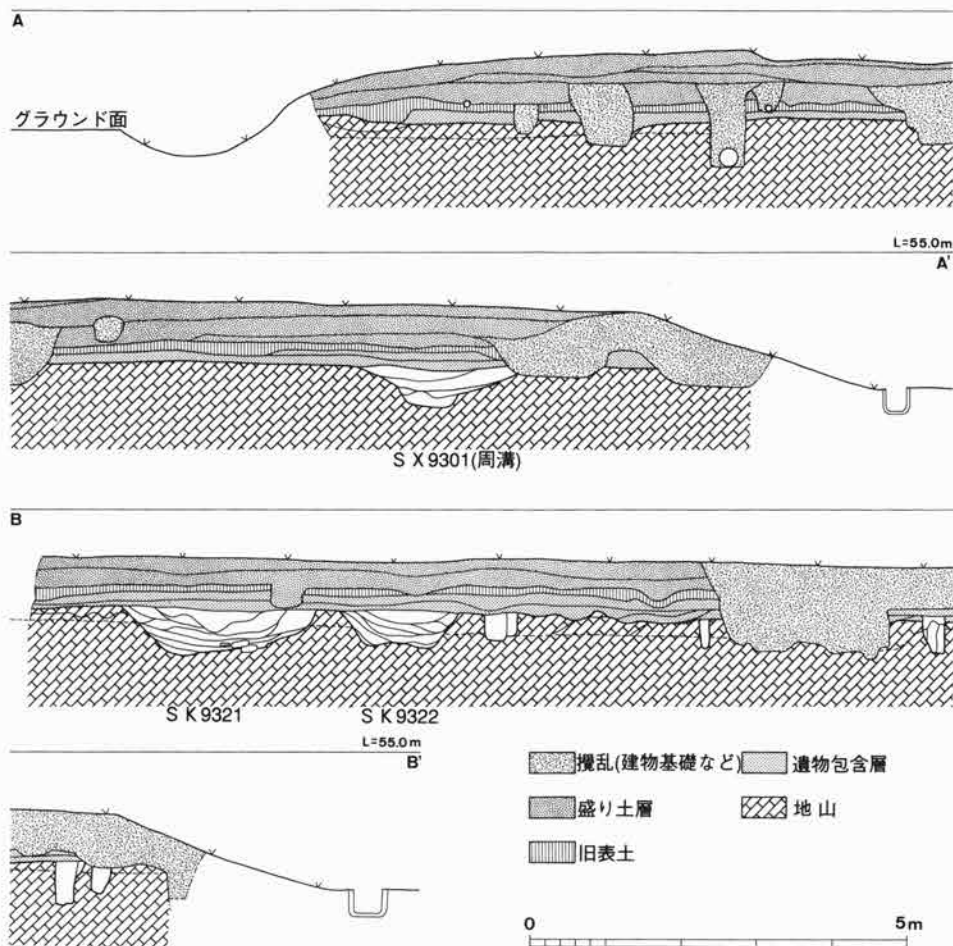 A
グラウンド面
L=55.0m
A'
S X 9301(周溝)
B
S K 9321
S K 9322
L=55.0m
B'
攪乱(建物基礎など)
遺物包含層
盛り土層
地山
旧表土
0
5m